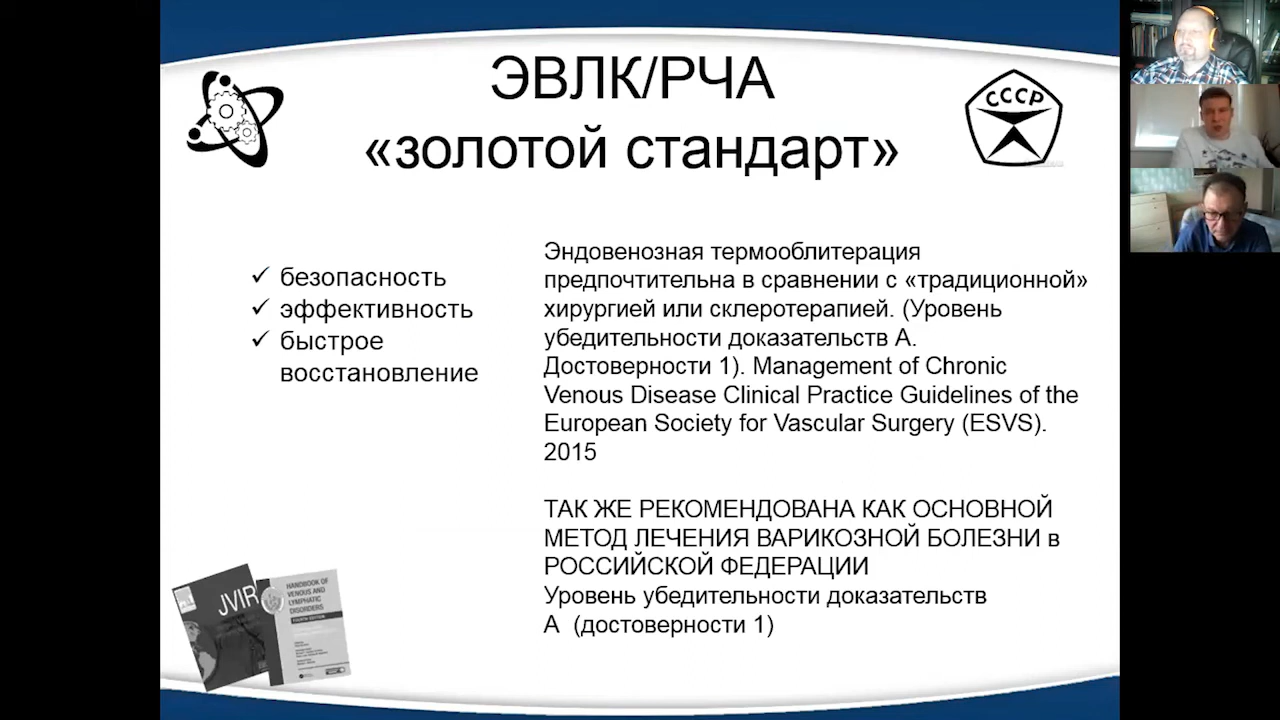 ЭВЛК/РЧА
«золотой стандарт»
СССР
безопасность
эффективность
быстрое
восстановление
Эндовенозная термооблитерация
предпочтительна в сравнении с «традиционной»
хирургией или склеротерапией. (Уровень
убедительности доказательств А.
Достоверности 1). Management of Chronic
Venous Disease Clinical Practice Guidelines of the
European Society for Vascular Surgery (ESVS).
2015
ТАК ЖЕ РЕКОМЕНДОВАНА КАК ОСНОВНОЙ
МЕТОД ЛЕЧЕНИЯ ВАРИКОЗНОЙ БОЛЕЗНИ в
РОССИЙСКОЙ ФЕДЕРАЦИИ
Уровень убедительности доказательств
А (достоверности 1)
JVIR
HANDBOOK OF
VENOUS AND
LYMPHATIC
DISORDERS
FOURTH EDITION